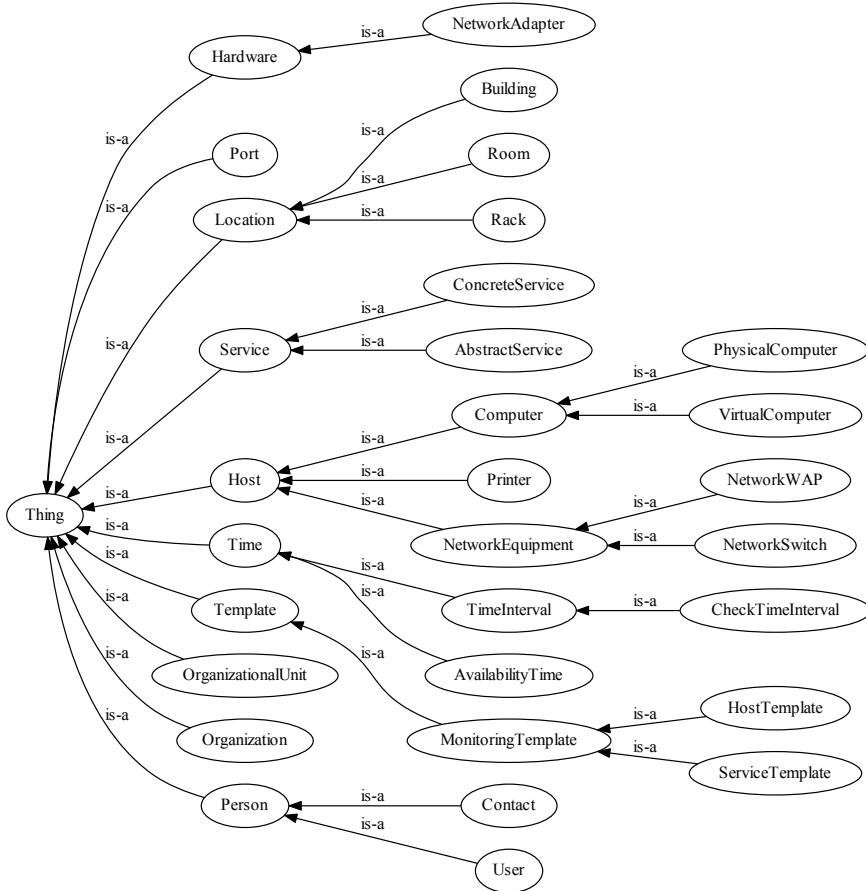 NetworkAdapter
is-a
Hardware
Building
is-a
is-a
Port
Room
is-a
is-a
is-a
Location
Rack
is-a
ConcreteService
is-a
is-a
Service
AbstractService
PhysicalComputer
is-a
is-a
Computer
VirtualComputer
is-a
is-a
is-a
Host
Printer
NetworkWAP
is-a
is-a
is-a
Thing
is-a
is-a
Time
NetworkEquipment
NetworkSwitch
is-a
is-a
is-a
Template
TimeInterval
CheckTimeInterval
is-a
is-a
OrganizationalUnit
AvailabilityTime
is-a
is-a
HostTemplate
is-a
Organization
MonitoringTemplate
is-a
ServiceTemplate
is-a
is-a
Person
Contact
is-a
User